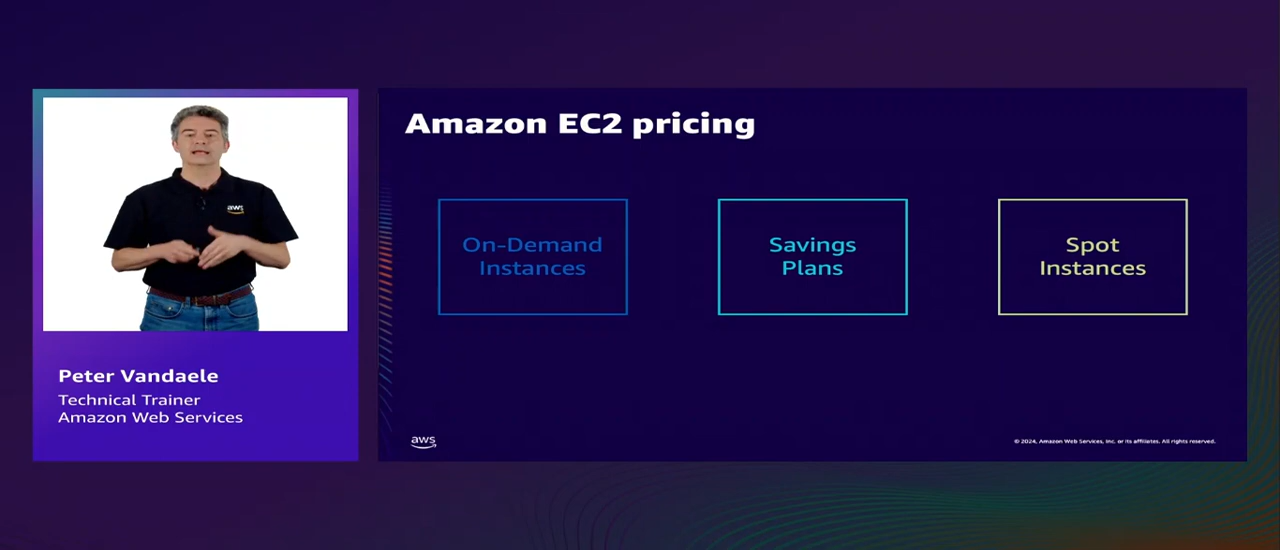 aws
Peter Vandaele
Technical Trainer
Amazon Web Services
Amazon EC2 pricing
On-Demand
Instances
Savings
Plans
Spot
Instances
aws
© 2024, Amazon Web Services, Inc. or its affiliates. All rights reserved.